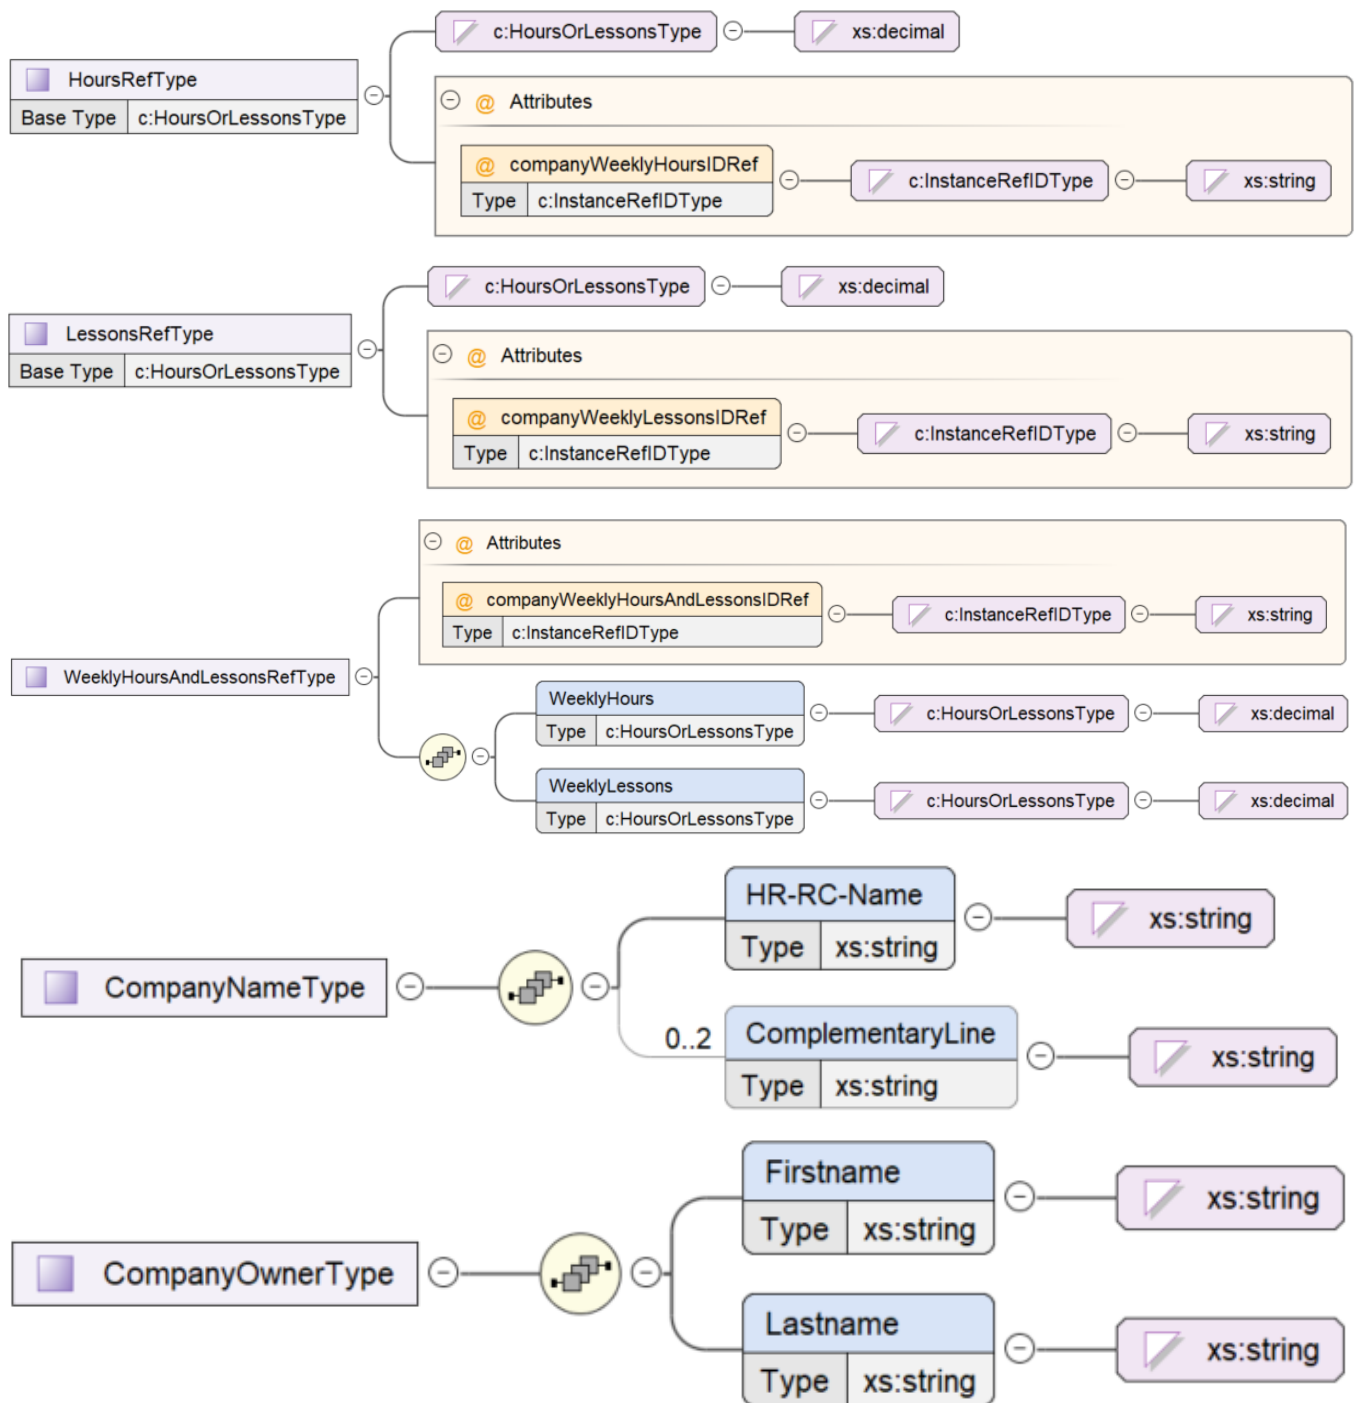 c:HoursOrLessonsType xs:decimal
HoursRefType
Base Type c:HoursOrLessonsType
@ Attributes
@ companyWeeklyHoursIDRef
Type c:InstanceRefIDType
c:InstanceRefIDType xs:string
c:HoursOrLessonsType xs:decimal
LessonsRefType
Base Type c:HoursOrLessonsType
@ Attributes
@ companyWeeklyLessonsIDRef
Type c:InstanceRefIDType
c:InstanceRefIDType xs:string
@ Attributes
@ companyWeeklyHoursAndLessonsIDRef
Type c:InstanceRefIDType
c:InstanceRefIDType xs:string
WeeklyHoursAndLessonsRefType
WeeklyHours
Type c:HoursOrLessonsType
c:HoursOrLessonsType xs:decimal
WeeklyLessons
Type c:HoursOrLessonsType
c:HoursOrLessonsType xs:decimal
CompanyNameType
HR-RC-Name
Type xs:string
xs:string
0..2
ComplementaryLine
Type xs:string
xs:string
CompanyOwnerType
Firstname
Type xs:string
xs:string
Lastname
Type xs:string
xs:string